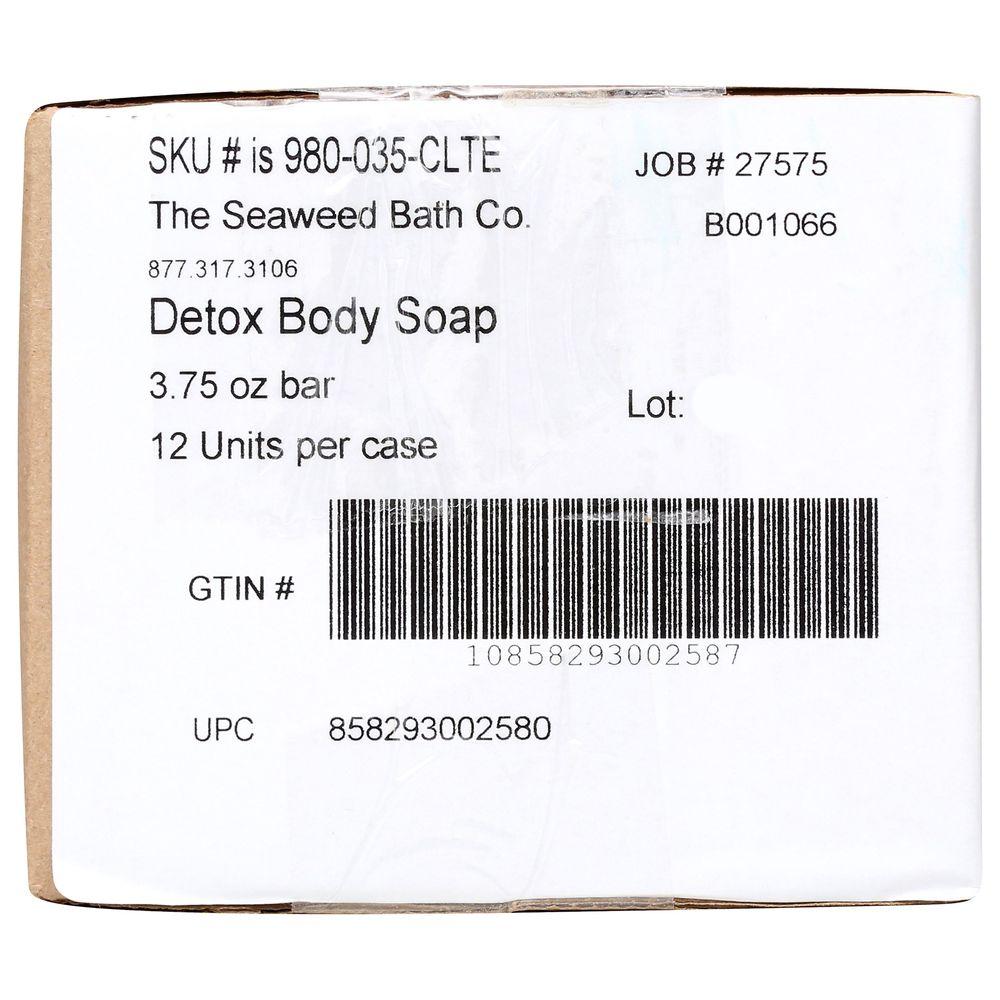 SKU # is 980-035-CLTE
JOB # 27575
The Seaweed Bath Co.
B001066
877.317.3106
Detox Body Soap
3.75 oz bar
Lot:
12 Units per case
GTIN #
10858293002587
UPC 858293002580